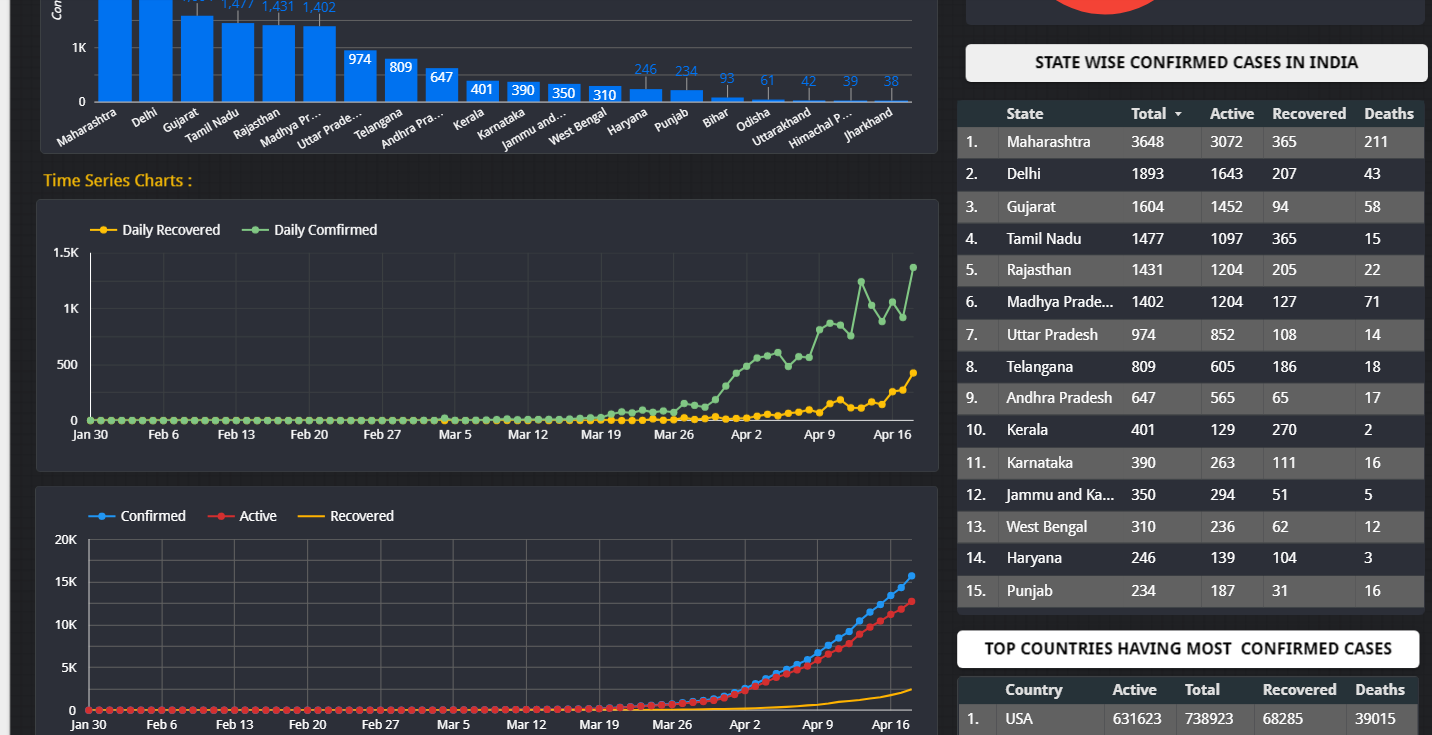 Con
1,477 1,431 1,402
974 809 647 401 390 350 310 246 234 93 61 42 39 38
1K
0
Maharashtra Delhi Gujarat Tamil Nadu Rajasthan Madhya Pr... Uttar Prade... Telangana Andhra Pra... Kerala Karnataka Jammu and... West Bengal Haryana Punjab Bihar Odisha Uttarakhand Himachal P... Jharkhand
Time Series Charts :
Daily Recovered Daily Comfirmed
1.5K
1K
500
0
Jan 30 Feb 6 Feb 13 Feb 20 Feb 27 Mar 5 Mar 12 Mar 19 Mar 26 Apr 2 Apr 9 Apr 16
Confirmed Active Recovered
20K
15K
10K
5K
0
Jan 30 Feb 6 Feb 13 Feb 20 Feb 27 Mar 5 Mar 12 Mar 19 Mar 26 Apr 2 Apr 9 Apr 16
STATE WISE CONFIRMED CASES IN INDIA
State Total Active Recovered Deaths
1. Maharashtra 3648 3072 365 211
2. Delhi 1893 1643 207 43
3. Gujarat 1604 1452 94 58
4. Tamil Nadu 1477 1097 365 15
5. Rajasthan 1431 1204 205 22
6. Madhya Prade... 1402 1204 127 71
7. Uttar Pradesh 974 852 108 14
8. Telangana 809 605 186 18
9. Andhra Pradesh 647 565 65 17
10. Kerala 401 129 270 2
11. Karnataka 390 263 111 16
12. Jammu and Ka... 350 294 51 5
13. West Bengal 310 236 62 12
14. Haryana 246 139 104 3
15. Punjab 234 187 31 16
TOP COUNTRIES HAVING MOST CONFIRMED CASES
Country Active Total Recovered Deaths
1. USA 631623 738923 68285 39015